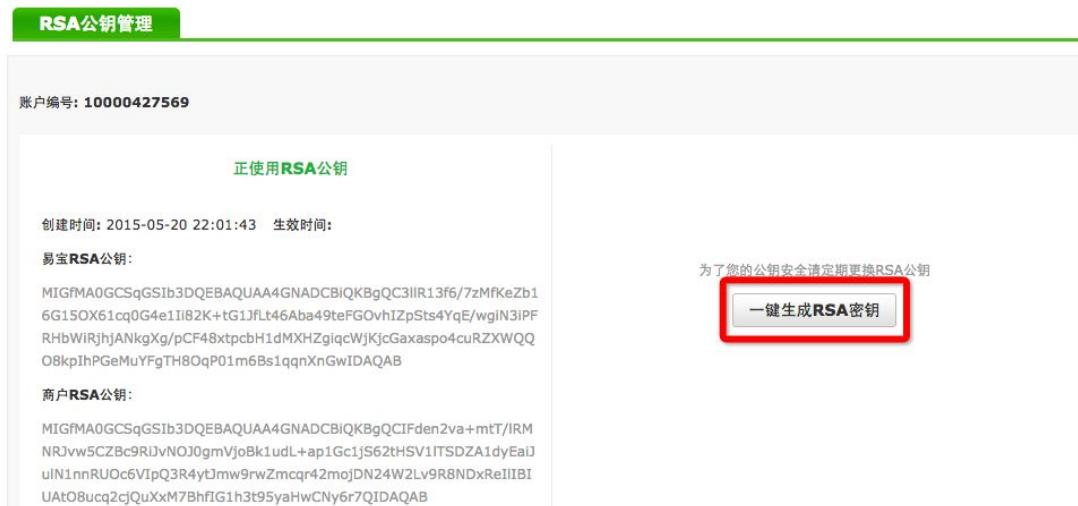 RSA公钥管理
账户编号: 10000427569
正使用RSA公钥
创建时间: 2015-05-20 22:01:43 生效时间:
易宝RSA公钥:
MIGfMA0GCSqGSIb3DQEBAQUAA4GNADCBiQKBgQC3llR13f6/7zMfKeZb1
6G15OX61cq0G4e1Ii82K+tG1JfLt46Aba49teFGOvhIZpSts4YqE/wgiN3iPF
RHbWiRjhjANkgXg/pCF48xtpcbH1dMXHZgiqcWjKjcGaxaspo4cuRZXWQQ
O8kpIhPGeMuYFgTH8OqP01m6Bs1qqnXnGwIDAQAB
商户RSA公钥:
MIGfMA0GCSqGSIb3DQEBAQUAA4GNADCBiQKBgQCIFden2va+mtT/lRM
NRJvw5CZBc9RiJvNOJ0gmVjoBk1udL+ap1Gc1jS62tHSV1lTSDZA1dyEaiJ
ulN1nnRUOc6VIpQ3R4ytJmw9rwZmcqr42mojDN24W2Lv9R8NDxReIlIBI
UAtO8ucq2cjQuXxM7BhfIG1h3t95yaHwCNy6r7QIDAQAB
为了您的公钥安全请定期更换RSA公钥
一键生成RSA密钥